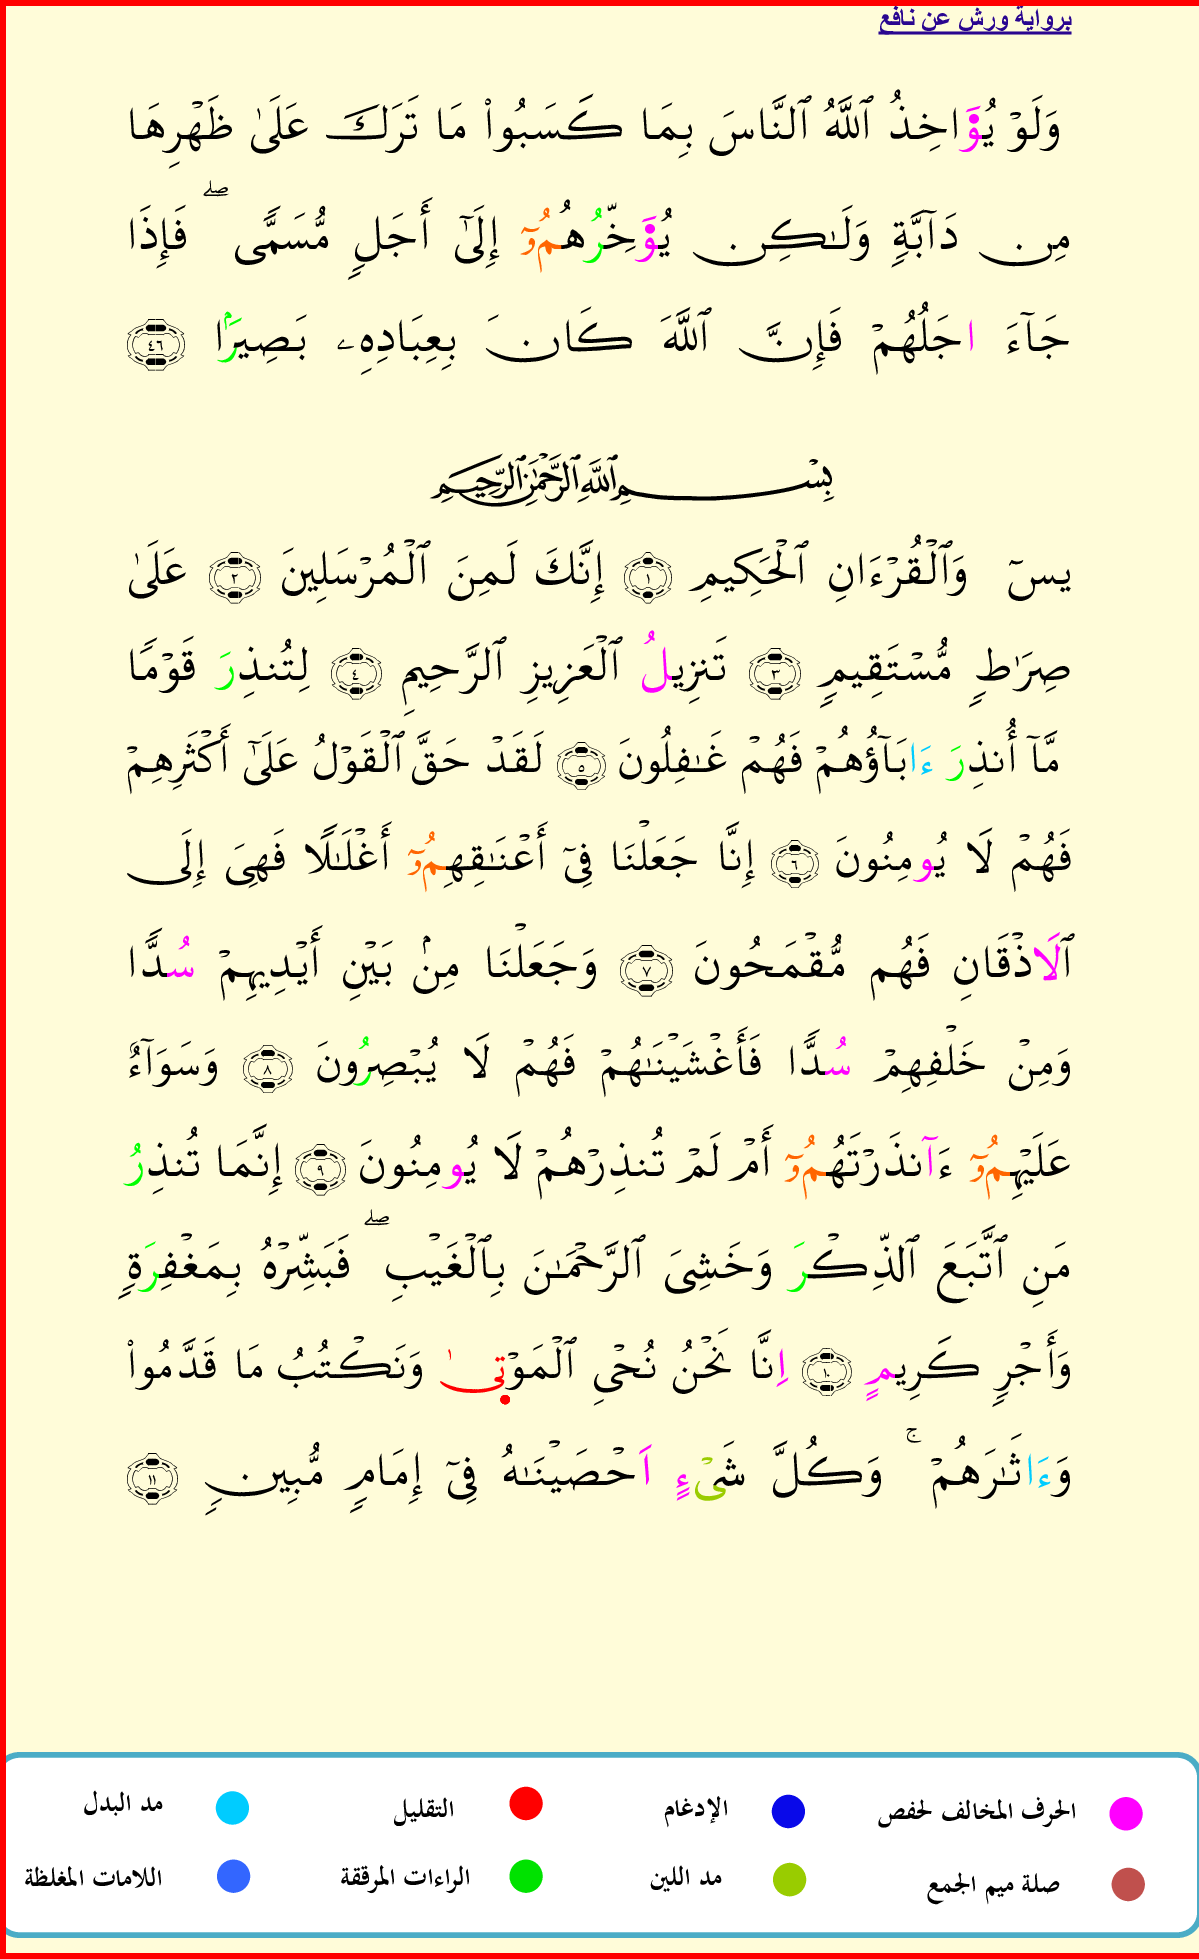 برواية ورش عن نافع
وَلَوْ يُؤَاخِذُ ٱللَّهُ ٱلنَّاسَ بِمَا كَسَبُوا۟ مَا تَرَكَ عَلَىٰ ظَهْرِهَا
مِن دَآبَّةٍ وَلَـٰكِن يُؤَخِّرُهُمُۥٓ إِلَىٰٓ أَجَلٍ مُّسَمًّى ۖ فَإِذَا
جَآءَ اجَلُهُمْ فَإِنَّ ٱللَّهَ كَانَ بِعِبَادِهِۦ بَصِيرَۢا ٤٦
بِسْمِ ٱللَّهِ ٱلرَّحْمَـٰنِ ٱلرَّحِيمِ
يسٓ وَٱلْقُرْءَانِ ٱلْحَكِيمِ ١ إِنَّكَ لَمِنَ ٱلْمُرْسَلِينَ ٢ عَلَىٰ
صِرَٰطٍ مُّسْتَقِيمٍ ٣ تَنزِيلُ ٱلْعَزِيزِ ٱلرَّحِيمِ ٤ لِتُنذِرَ قَوْمًا
مَّآ أُنذِرَ ءَابَآؤُهُمْ فَهُمْ غَـٰفِلُونَ ٥ لَقَدْ حَقَّ ٱلْقَوْلُ عَلَىٰٓ أَكْثَرِهِمْ
فَهُمْ لَا يُومِنُونَ ٦ إِنَّا جَعَلْنَا فِىٓ أَعْنَـٰقِهِمُۥٓ أَغْلَـٰلًا فَهِىَ إِلَى
ٱلَاذْقَانِ فَهُم مُّقْمَحُونَ ٧ وَجَعَلْنَا مِنۢ بَيْنِ أَيْدِيهِمْ سُدًّا
وَمِنْ خَلْفِهِمْ سُدًّا فَأَغْشَيْنَـٰهُمْ فَهُمْ لَا يُبْصِرُونَ ٨ وَسَوَآءٌ
عَلَيْهِمُۥٓ ءَآنذَرْتَهُمُۥٓ أَمْ لَمْ تُنذِرْهُمْ لَا يُومِنُونَ ٩ إِنَّمَا تُنذِرُ
مَنِ ٱتَّبَعَ ٱلذِّكْرَ وَخَشِىَ ٱلرَّحْمَـٰنَ بِٱلْغَيْبِ ۖ فَبَشِّرْهُ بِمَغْفِرَةٍ
وَأَجْرٍ كَرِيمٍ ١٠ اِنَّا نَحْنُ نُحْىِ ٱلْمَوْتىٰ وَنَكْتُبُ مَا قَدَّمُوا۟
وَءَاثَـٰرَهُمْ ۚ وَكُلَّ شَىْءٍ اَحْصَيْنَـٰهُ فِىٓ إِمَامٍ مُّبِينٍ ١١
الحرف المخالف لحفص الإدغام التقليل مد البدل
صلة ميم الجمع مد اللين الراءات المرققة اللامات المغلظة